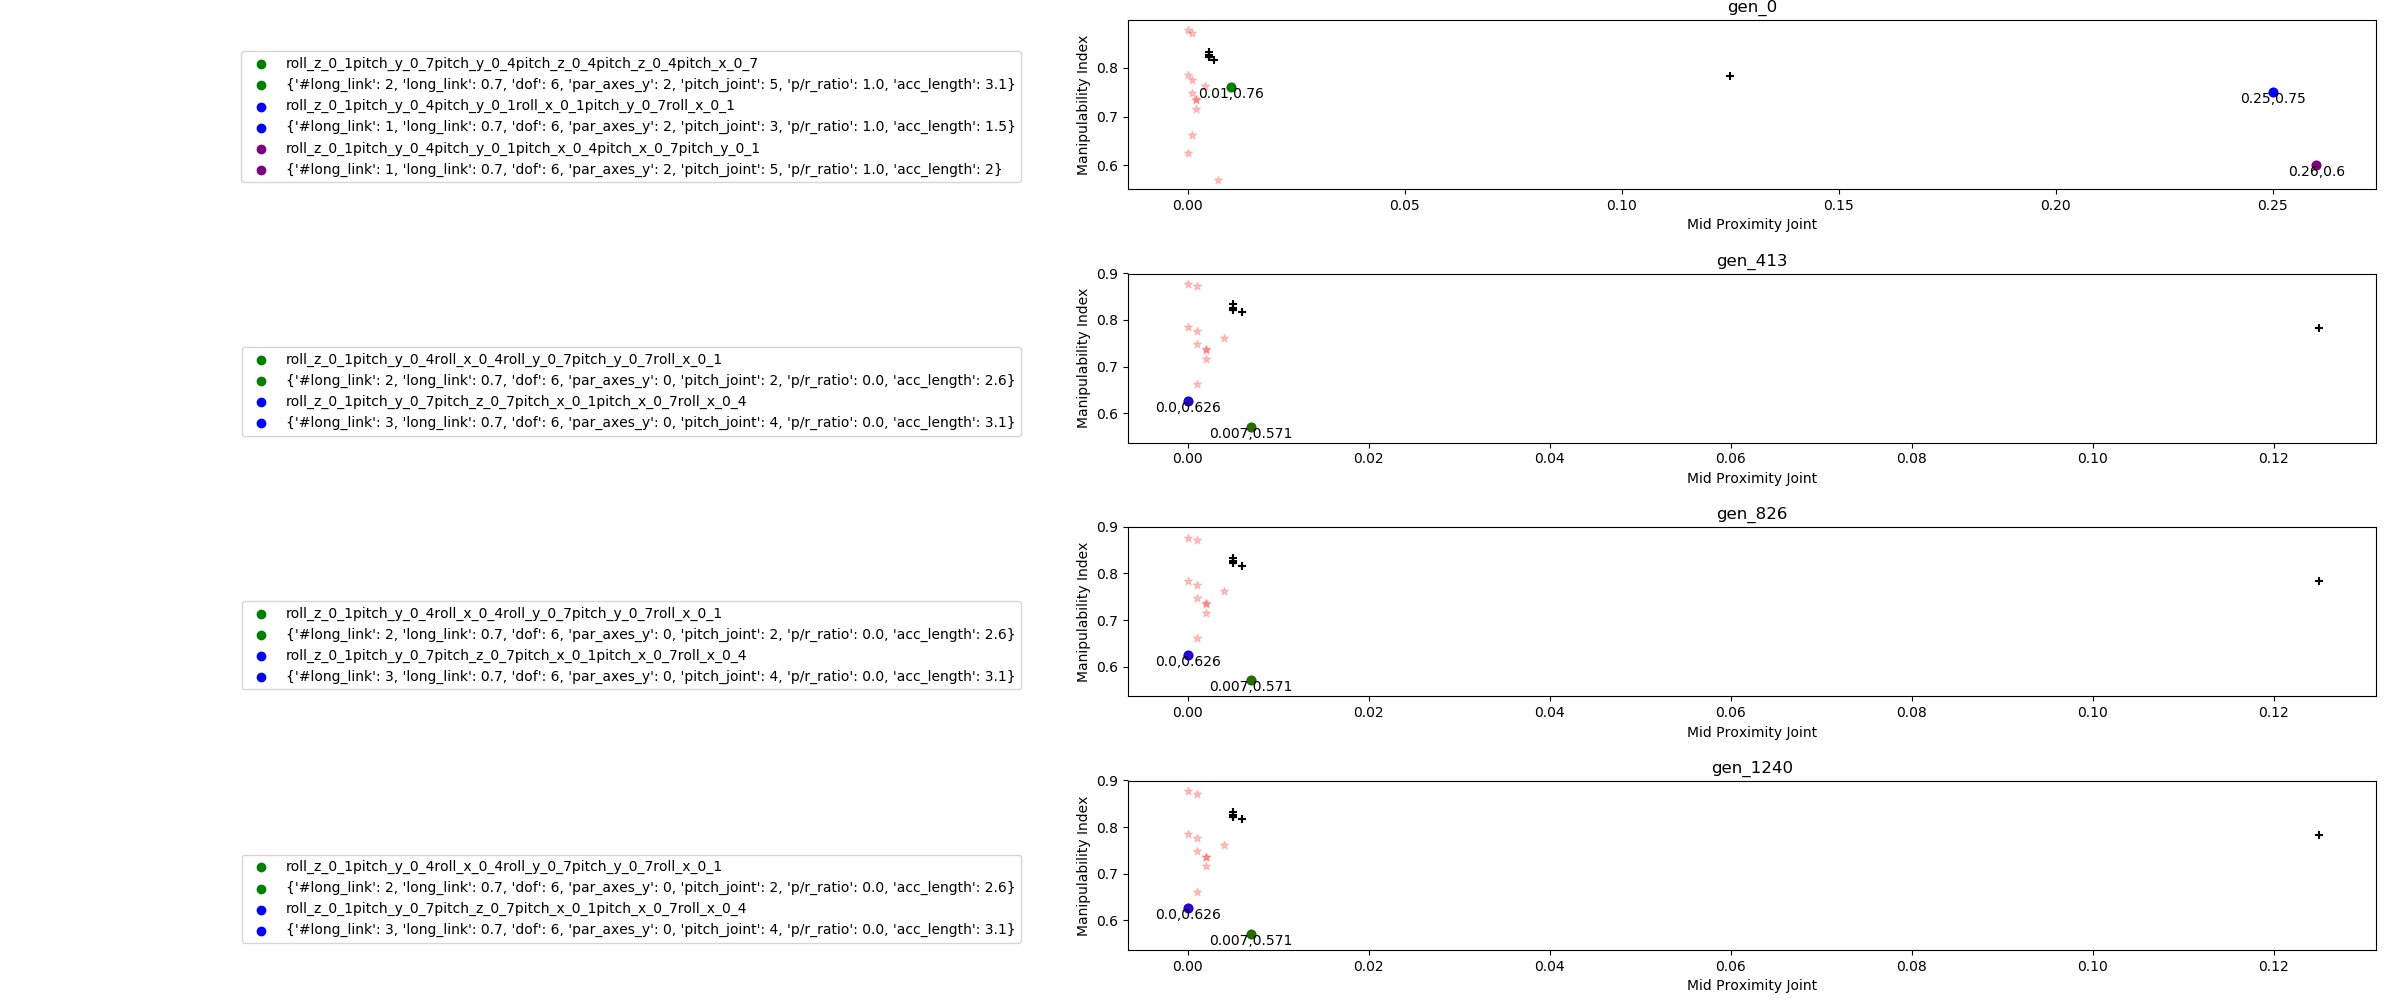 gen_0
roll_z_0_1pitch_y_0_7pitch_y_0_4pitch_z_0_4pitch_z_0_4pitch_x_0_7
{'#long_link': 2, 'long_link': 0.7, 'dof': 6, 'par_axes_y': 2, 'pitch_joint': 5, 'p/r_ratio': 1.0, 'acc_length': 3.1}
roll_z_0_1pitch_y_0_4pitch_y_0_1roll_x_0_1pitch_y_0_7roll_x_0_1
{'#long_link': 1, 'long_link': 0.7, 'dof': 6, 'par_axes_y': 2, 'pitch_joint': 3, 'p/r_ratio': 1.0, 'acc_length': 1.5}
roll_z_0_1pitch_y_0_4pitch_y_0_1pitch_x_0_4pitch_x_0_7pitch_y_0_1
{'#long_link': 1, 'long_link': 0.7, 'dof': 6, 'par_axes_y': 2, 'pitch_joint': 5, 'p/r_ratio': 1.0, 'acc_length': 2}
Manipulability Index
0.8
0.7
0.6
0.01,0.76
0.25,0.75
0.26,0.6
0.00 0.05 0.10 0.15 0.20 0.25
Mid Proximity Joint
gen_413
roll_z_0_1pitch_y_0_4roll_x_0_4roll_y_0_7pitch_y_0_7roll_x_0_1
{'#long_link': 2, 'long_link': 0.7, 'dof': 6, 'par_axes_y': 0, 'pitch_joint': 2, 'p/r_ratio': 0.0, 'acc_length': 2.6}
roll_z_0_1pitch_y_0_7pitch_z_0_7pitch_x_0_1pitch_x_0_7roll_x_0_4
{'#long_link': 3, 'long_link': 0.7, 'dof': 6, 'par_axes_y': 0, 'pitch_joint': 4, 'p/r_ratio': 0.0, 'acc_length': 3.1}
Manipulability Index
0.9
0.8
0.7
0.6
0.0,0.626
0.007,0.571
0.00 0.02 0.04 0.06 0.08 0.10 0.12
Mid Proximity Joint
gen_826
roll_z_0_1pitch_y_0_4roll_x_0_4roll_y_0_7pitch_y_0_7roll_x_0_1
{'#long_link': 2, 'long_link': 0.7, 'dof': 6, 'par_axes_y': 0, 'pitch_joint': 2, 'p/r_ratio': 0.0, 'acc_length': 2.6}
roll_z_0_1pitch_y_0_7pitch_z_0_7pitch_x_0_1pitch_x_0_7roll_x_0_4
{'#long_link': 3, 'long_link': 0.7, 'dof': 6, 'par_axes_y': 0, 'pitch_joint': 4, 'p/r_ratio': 0.0, 'acc_length': 3.1}
Manipulability Index
0.9
0.8
0.7
0.6
0.0,0.626
0.007,0.571
0.00 0.02 0.04 0.06 0.08 0.10 0.12
Mid Proximity Joint
gen_1240
roll_z_0_1pitch_y_0_4roll_x_0_4roll_y_0_7pitch_y_0_7roll_x_0_1
{'#long_link': 2, 'long_link': 0.7, 'dof': 6, 'par_axes_y': 0, 'pitch_joint': 2, 'p/r_ratio': 0.0, 'acc_length': 2.6}
roll_z_0_1pitch_y_0_7pitch_z_0_7pitch_x_0_1pitch_x_0_7roll_x_0_4
{'#long_link': 3, 'long_link': 0.7, 'dof': 6, 'par_axes_y': 0, 'pitch_joint': 4, 'p/r_ratio': 0.0, 'acc_length': 3.1}
Manipulability Index
0.9
0.8
0.7
0.6
0.0,0.626
0.007,0.571
0.00 0.02 0.04 0.06 0.08 0.10 0.12
Mid Proximity Joint